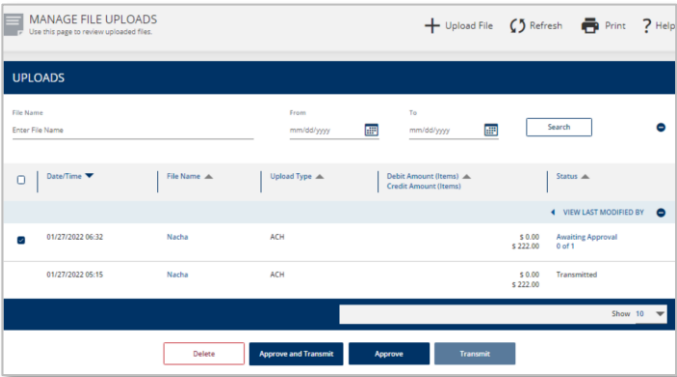 MANAGE FILE UPLOADS
Use this page to review uploaded files.
Upload File Refresh Print ? Help
UPLOADS
File Name From To
Enter File Name mm/dd/yyyy mm/dd/yyyy Search
Date/Time File Name Upload Type Debit Amount (Items) Status
Credit Amount (Items)
VIEW LAST MODIFIED BY
01/27/2022 06:32 Nacha ACH $ 0.00 Awaiting Approval
$ 222.00 0 of 1
01/27/2022 05:15 Nacha ACH $ 0.00 Transmitted
$ 222.00
Show 10
Delete Approve and Transmit Approve Transmit